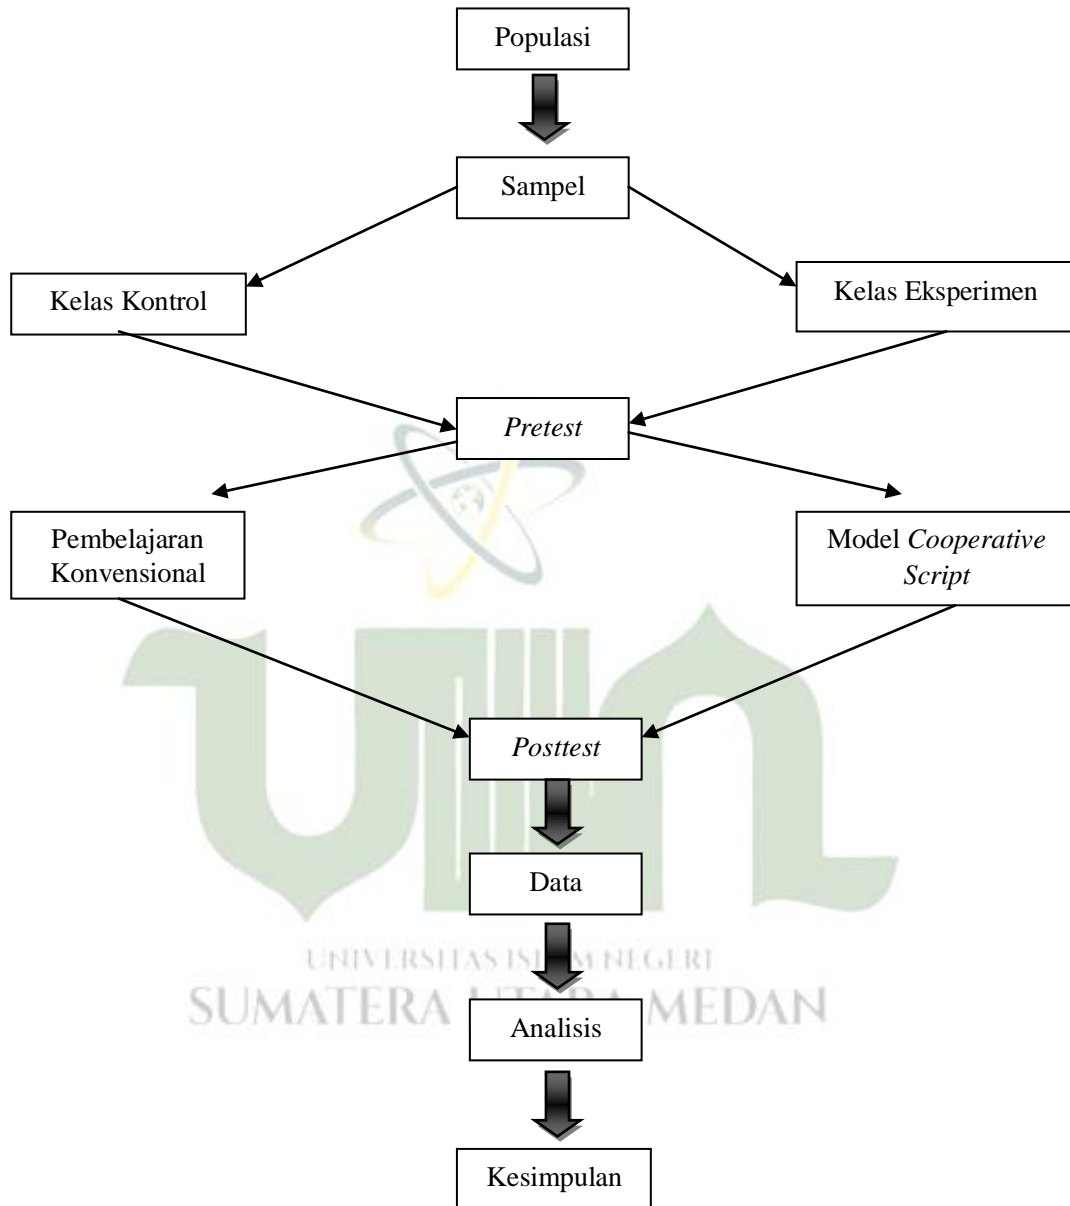 Populasi
Sampel
Kelas Kontrol
Kelas Eksperimen
Pretest
Pembelajaran
Konvensional
Model Cooperative
Script
Posttest
Data
UNIVERSITAS ISLAM NEGERI
SUMATERA UTARA MEDAN
Analisis
Kesimpulan